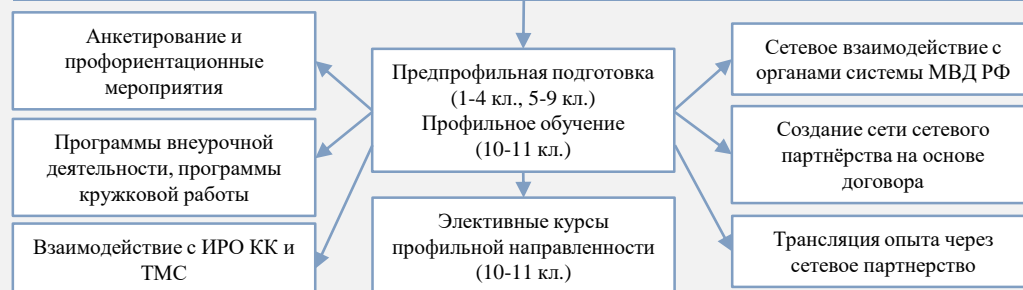 Анкетирование и
профориентационные
мероприятия
Программы внеурочной
деятельности, программы
кружковой работы
Взаимодействие с ИРО КК и
ТМС
Предпрофильная подготовка
(1-4 кл., 5-9 кл.)
Профильное обучение
(10-11 кл.)
Элективные курсы
профильной направленности
(10-11 кл.)
Сетевое взаимодействие с
органами системы МВД РФ
Создание сети сетевого
партнёрства на основе
договора
Трансляция опыта через
сетевое партнерство